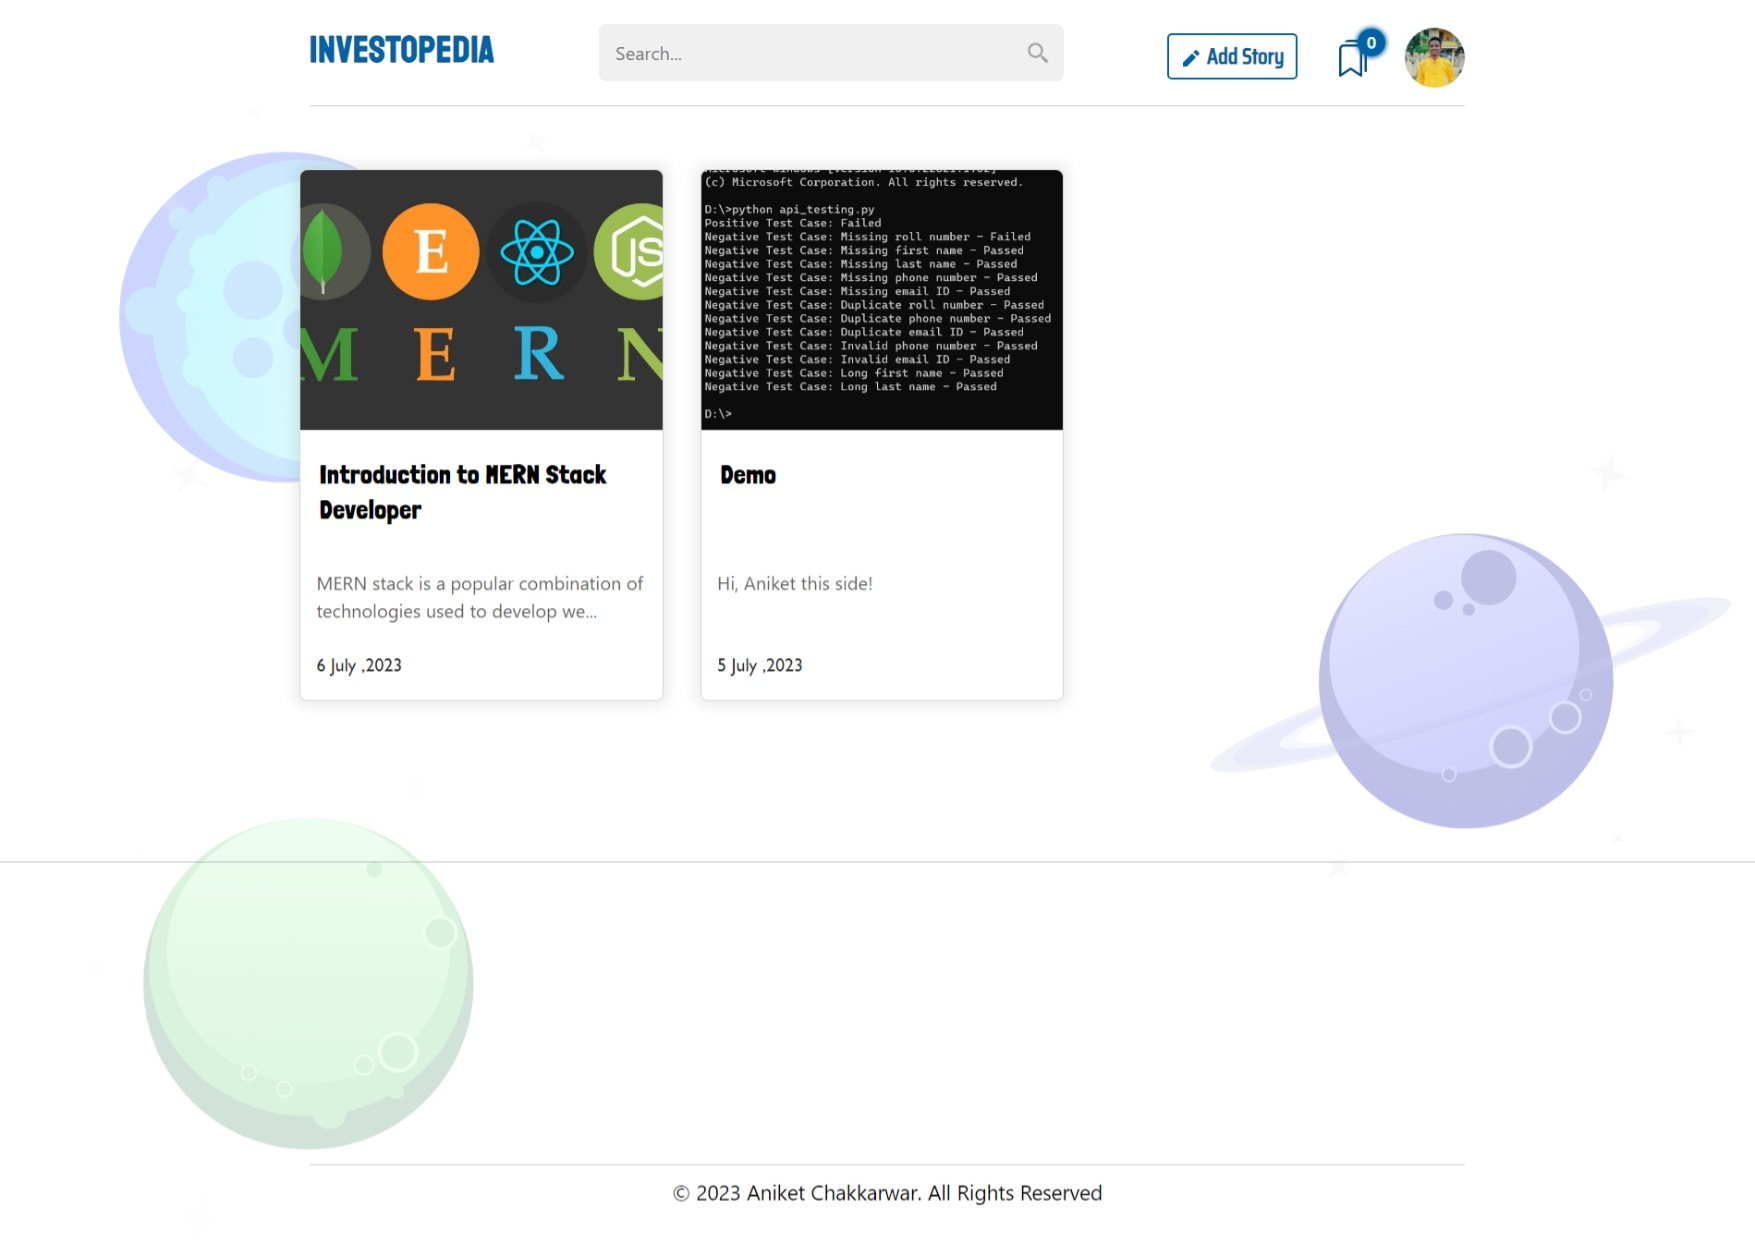 INVESTOPEDIA
Search...
Add Story
0
E
JS
M E R N
(c) Microsoft Corporation. All rights reserved.
D:\>python api_testing.py
Positive Test Case: Failed
Negative Test Case: Missing roll number - Failed
Negative Test Case: Missing first name - Passed
Negative Test Case: Missing last name - Passed
Negative Test Case: Missing phone number - Passed
Negative Test Case: Missing email ID - Passed
Negative Test Case: Duplicate roll number - Passed
Negative Test Case: Duplicate phone number - Passed
Negative Test Case: Duplicate email ID - Passed
Negative Test Case: Invalid phone number - Passed
Negative Test Case: Invalid email ID - Passed
Negative Test Case: Long first name - Passed
Negative Test Case: Long last name - Passed
D:\>
Introduction to MERN Stack
Developer
MERN stack is a popular combination of
technologies used to develop we...
6 July ,2023
Demo
Hi, Aniket this side!
5 July ,2023
© 2023 Aniket Chakkarwar. All Rights Reserved